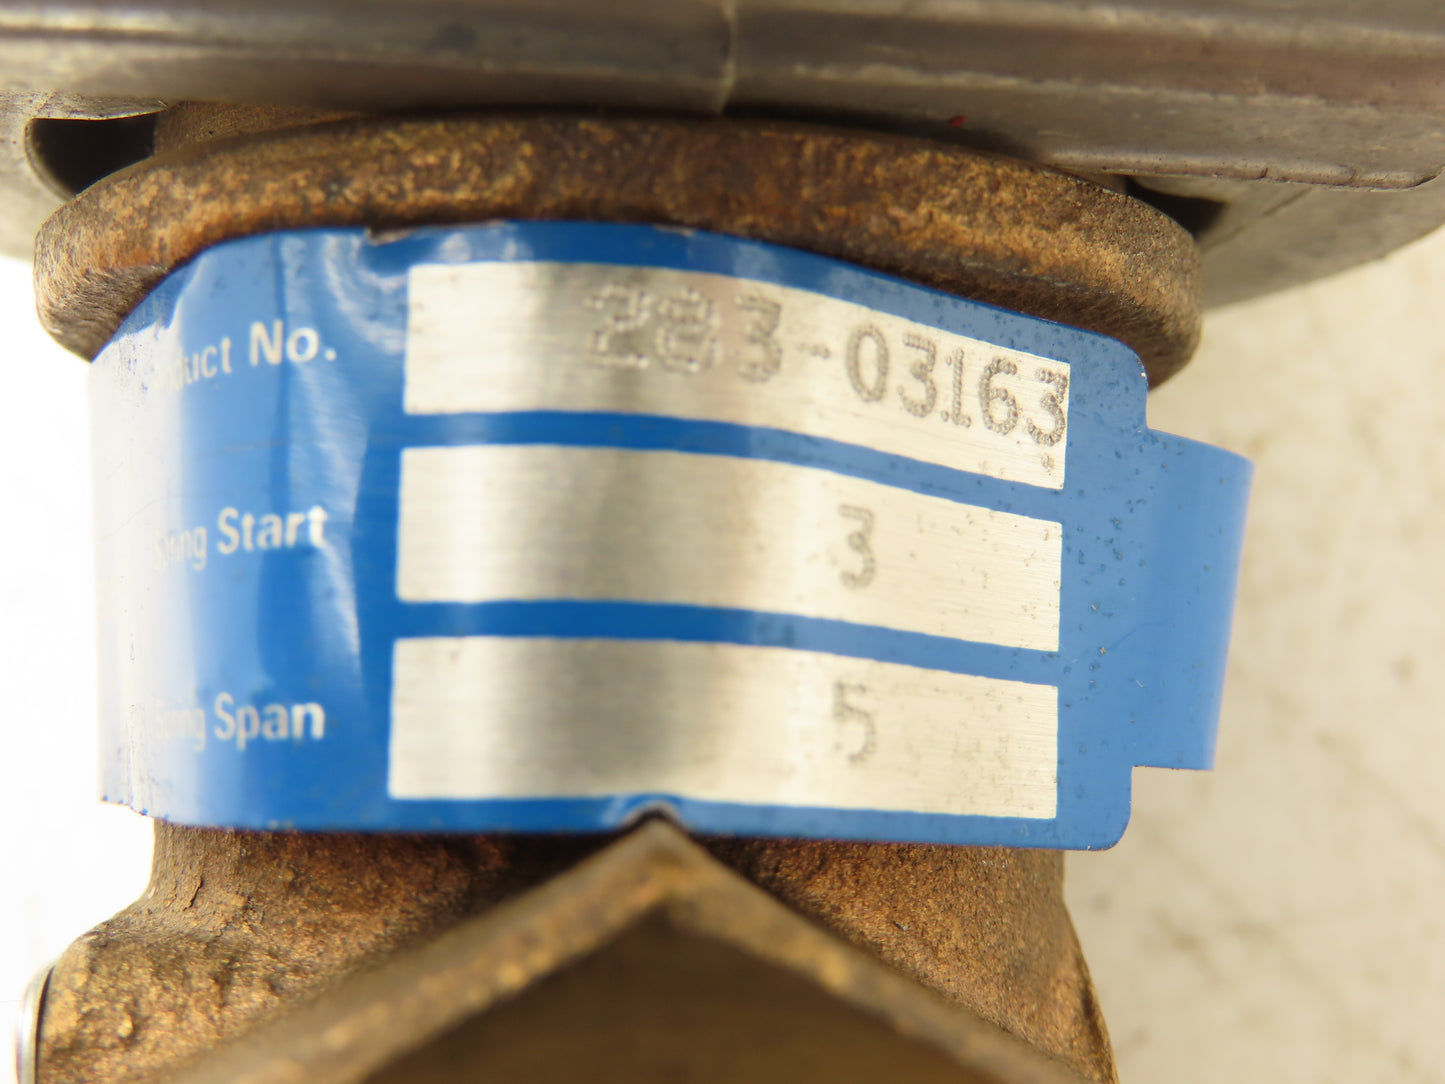 Product No. 283-03163
Spring Start 3
Spring Span 5